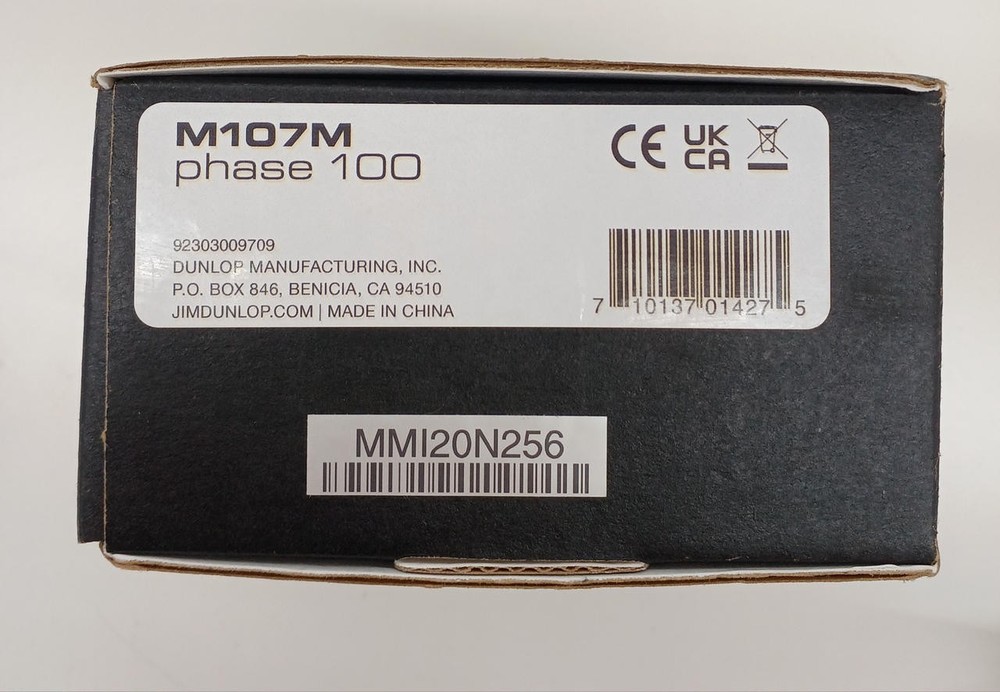 M107M
phase 100
CE UK CA
92303009709
DUNLOP MANUFACTURING, INC.
P.O. BOX 846, BENICIA, CA 94510
JIMDUNLOP.COM | MADE IN CHINA
7 10137 01427 5
MMI20N256